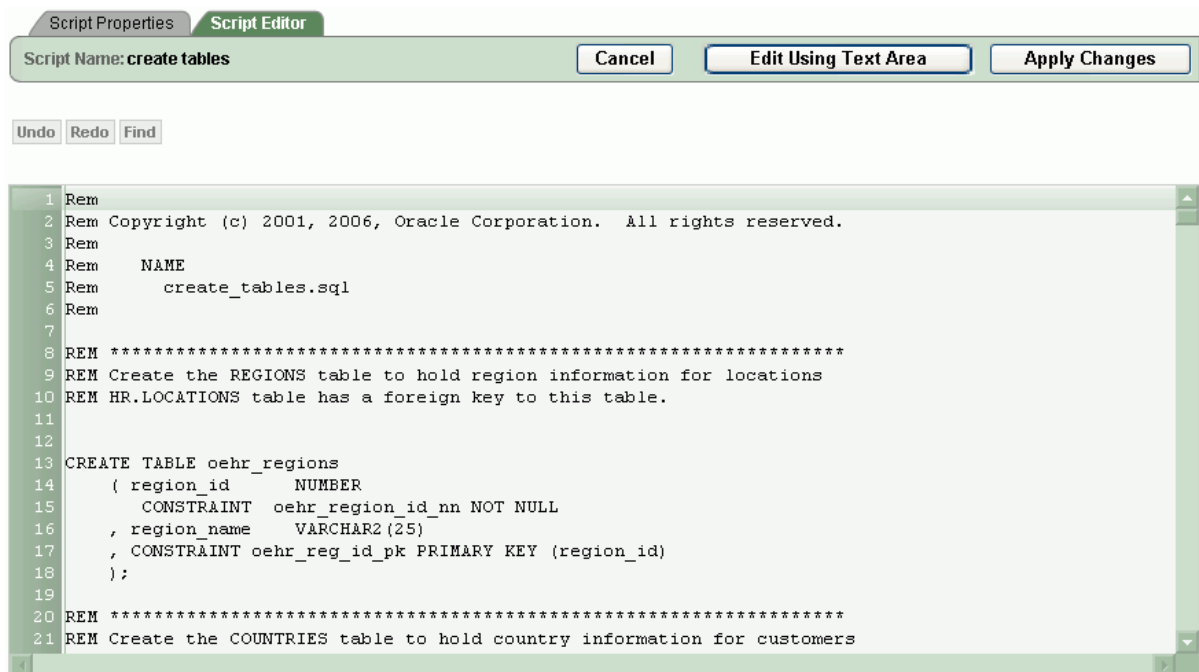 Script Properties Script Editor
Script Name: create tables Cancel Edit Using Text Area Apply Changes
Undo Redo Find
1 Rem
2 Rem Copyright (c) 2001, 2006, Oracle Corporation.  All rights reserved.
3 Rem
4 Rem    NAME
5 Rem      create_tables.sql
6 Rem
7
8 REM *******************************************************************
9 REM Create the REGIONS table to hold region information for locations
10 REM HR.LOCATIONS table has a foreign key to this table.
11
12
13 CREATE TABLE oehr_regions
14     ( region_id      NUMBER
15        CONSTRAINT  oehr_region_id_nn NOT NULL
16     , region_name    VARCHAR2(25)
17     , CONSTRAINT oehr_reg_id_pk PRIMARY KEY (region_id)
18     );
19
20 REM *******************************************************************
21 REM Create the COUNTRIES table to hold country information for customers